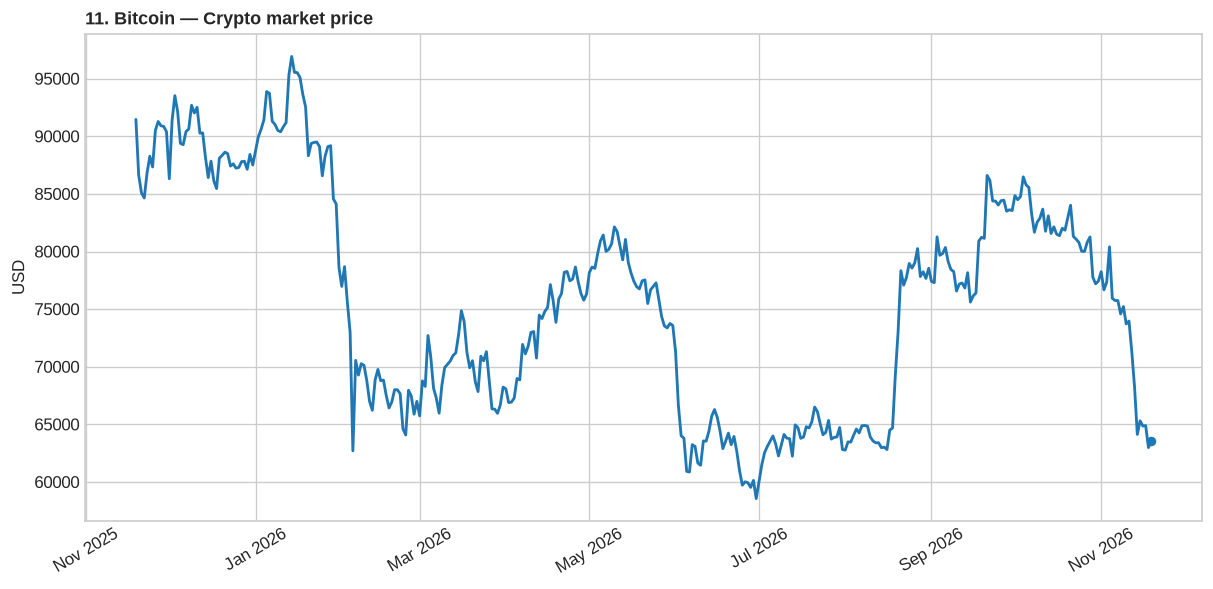 11. Bitcoin — Crypto market price
USD
95000
90000
85000
80000
75000
70000
65000
60000
Nov 2025
Jan 2026
Mar 2026
May 2026
Jul 2026
Sep 2026
Nov 2026